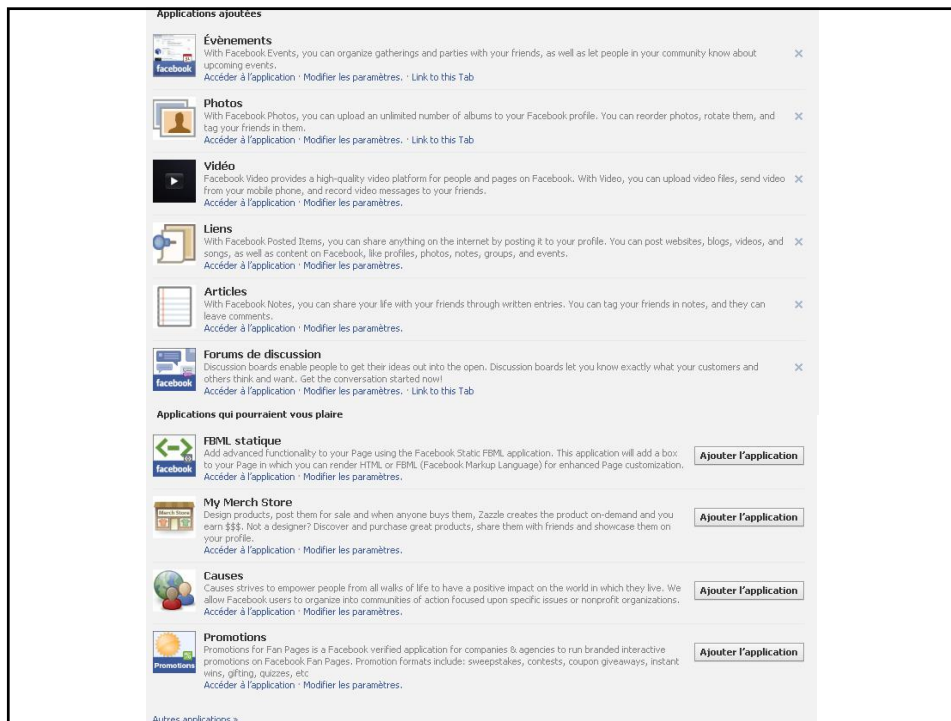 Applications ajoutées
Évènements
With Facebook Events, you can organize gatherings and parties with your friends, as well as let people in your community know about
upcoming events.
Accéder à l'application · Modifier les paramètres. · Link to this Tab
facebook
Photos
With Facebook Photos, you can upload an unlimited number of albums to your Facebook profile. You can reorder photos, rotate them, and
tag your friends in them.
Accéder à l'application · Modifier les paramètres. · Link to this Tab
Vidéo
Facebook Video provides a high-quality video platform for people and pages on Facebook. With Video, you can upload video files, send video
from your mobile phone, and record video messages to your friends.
Accéder à l'application · Modifier les paramètres.
Liens
With Facebook Posted Items, you can share anything on the internet by posting it to your profile. You can post websites, blogs, videos, and
songs, as well as content on Facebook, like profiles, photos, notes, groups, and events.
Accéder à l'application · Modifier les paramètres.
Articles
With Facebook Notes, you can share your life with your friends through written entries. You can tag your friends in notes, and they can
leave comments.
Accéder à l'application · Modifier les paramètres.
Forums de discussion
Discussion boards enable people to get their ideas out into the open. Discussion boards let you know exactly what your customers and
others think and want. Get the conversation started now!
Accéder à l'application · Modifier les paramètres. · Link to this Tab
facebook
Applications qui pourraient vous plaire
FBML statique
Add advanced functionality to your Page using the Facebook Static FBML application. This application will add a box
to your Page in which you can render HTML or FBML (Facebook Markup Language) for enhanced Page customization.
Accéder à l'application · Modifier les paramètres.
facebook
Ajouter l'application
My Merch Store
Design products, post them for sale and when anyone buys them, Zazzle creates the product on-demand and you
earn $$$. Not a designer? Discover and purchase great products, share them with friends and showcase them on
your profile.
Accéder à l'application · Modifier les paramètres.
Merch Store
Ajouter l'application
Causes
Causes strives to empower people from all walks of life to have a positive impact on the world in which they live. We
allow Facebook users to organize into communities of action focused upon specific issues or nonprofit organizations.
Accéder à l'application · Modifier les paramètres.
Ajouter l'application
Promotions
Promotions for Fan Pages is a Facebook verified application for companies & agencies to run branded interactive
promotions on Facebook Fan Pages. Promotion formats include: sweepstakes, contests, coupon giveaways, instant
wins, gifting, quizzes, etc
Accéder à l'application · Modifier les paramètres.
Promotions
Ajouter l'application
Autres applications »